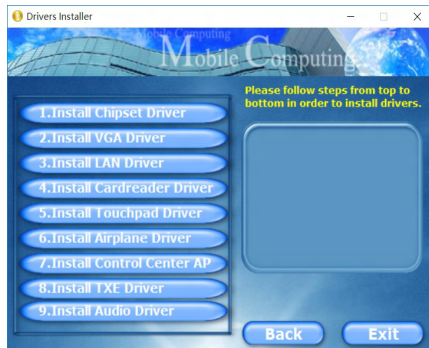 Drivers Installer
Mobile Computing
Mobile Computing
Please follow steps from top to
bottom in order to install drivers.
1.Install Chipset Driver
2.Install VGA Driver
3.Install LAN Driver
4.Install Cardreader Driver
5.Install Touchpad Driver
6.Install Airplane Driver
7.Install Control Center AP
8.Install TXE Driver
9.Install Audio Driver
Back
Exit